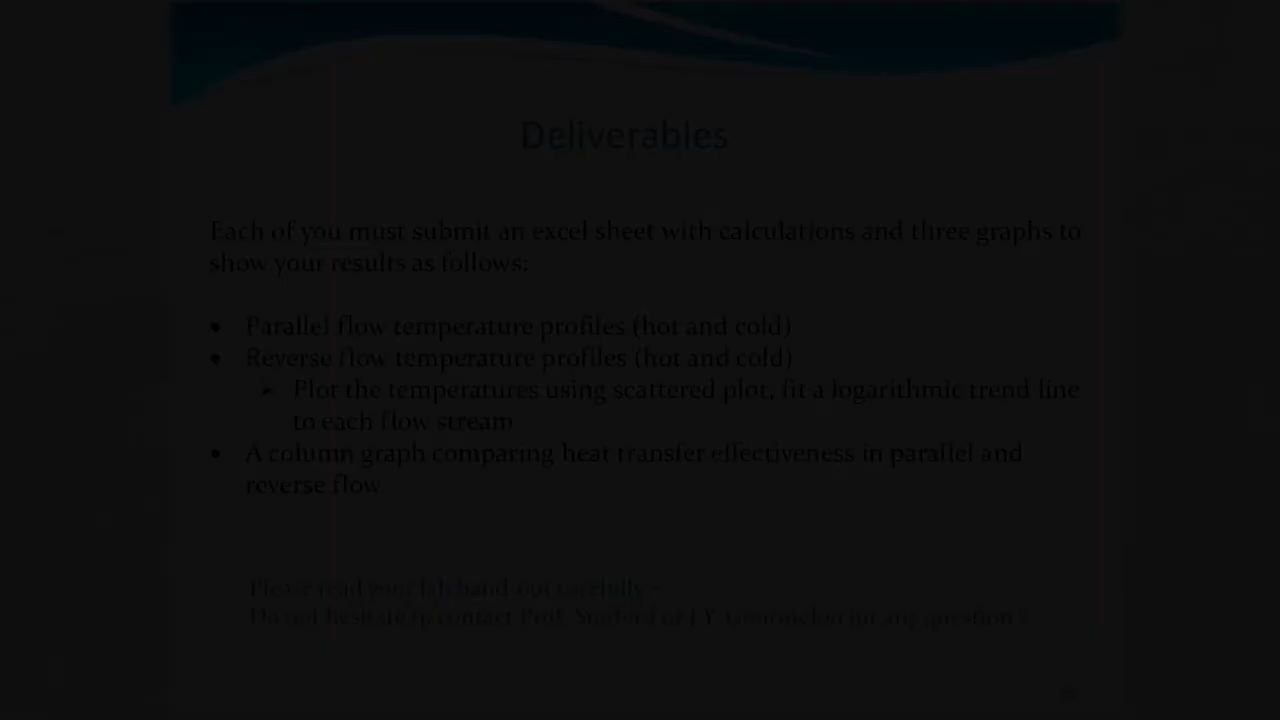 Deliverables
Each of you must submit an excel sheet with calculations and three graphs to
show your results as follows:
• Parallel flow temperature profiles (hot and cold)
• Reverse flow temperature profiles (hot and cold)
➢ Plot the temperatures using scattered plot, fit a logarithmic trend line
to each flow stream
• A column graph comparing heat transfer effectiveness in parallel and
reverse flow
Please read your lab hand-out carefully –
Do not hesitate to contact Prof. or J.Y. for any question